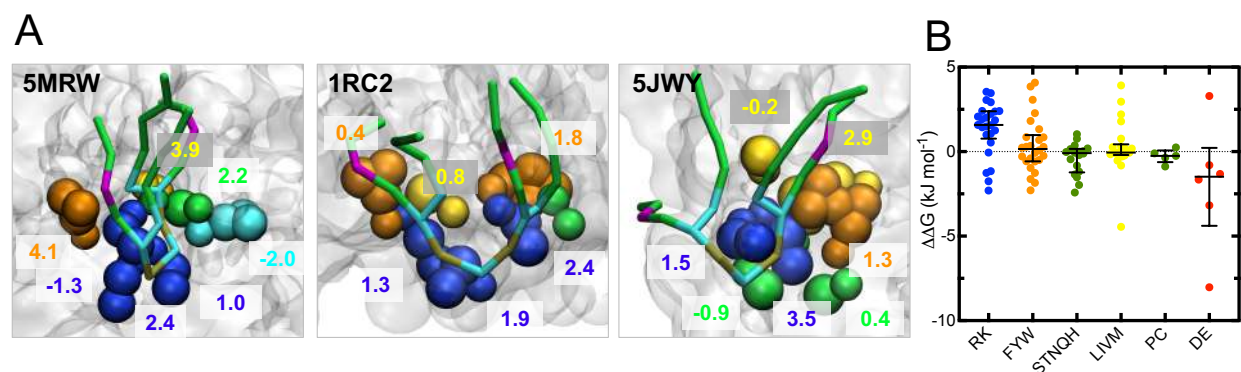 A
B
5MRW
3.9
2.2
4.1
-1.3
-2.0
2.4
1.0
1RC2
0.4
1.8
0.8
1.3
2.4
1.9
5JWY
-0.2
2.9
1.5
1.3
-0.9
3.5
0.4
ΔΔG (kJ mol-1)
5
0
-5
-10
RK
FYW
STNQH
LIVM
PC
DE